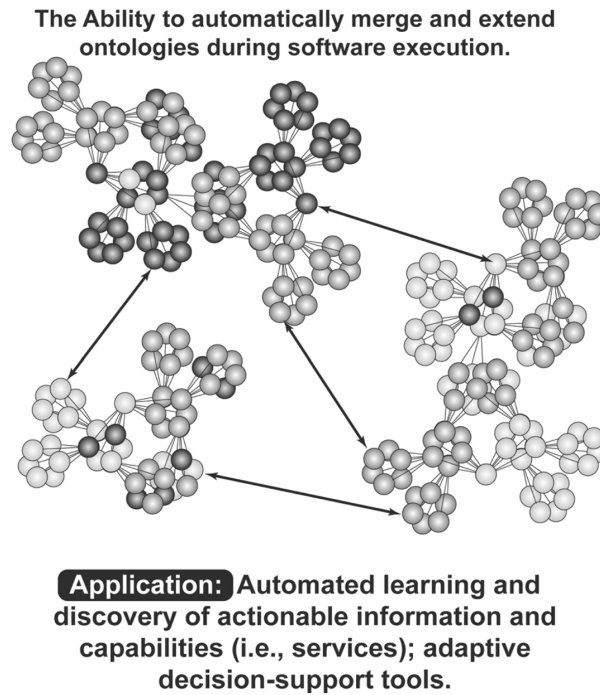 The Ability to automatically merge and extend
ontologies during software execution.
Application: Automated learning and
discovery of actionable information and
capabilities (i.e., services); adaptive
decision-support tools.